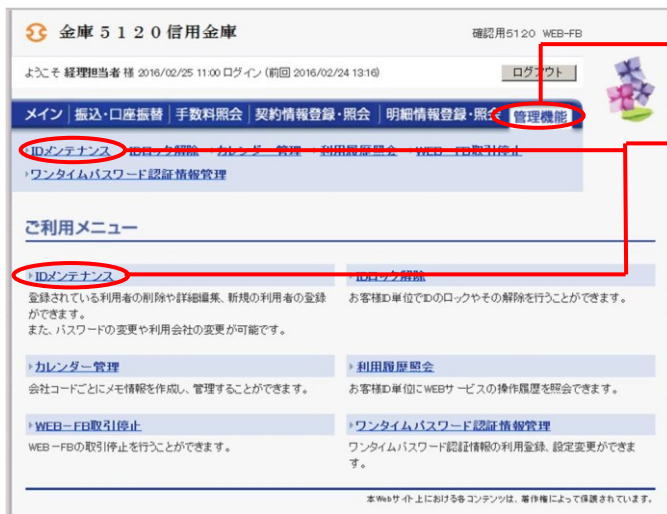 金庫5120信用金庫
確認用5120 WEB-FB
ようこそ 経理担当者 様 2016/02/25 11:00 ログイン (前回 2016/02/24 13:16)
ログアウト
メイン 振込・口座振替 手数料照会 契約情報登録・照会 明細情報登録・照会 管理機能
IDメンテナンス IDロック解除 カレンダー管理 利用履歴照会 WEB-FB取引停止
ワンタイムパスワード認証情報管理
ご利用メニュー
IDメンテナンス
登録されている利用者の削除や詳細編集、新規の利用者の登録
ができます。
また、パスワードの変更や利用会社の変更が可能です。
IDロック解除
お客様ID単位でIDのロックやその解除を行うことができます。
カレンダー管理
会社コードごとにメモ情報を作成し、管理することができます。
利用履歴照会
お客様ID単位にWEBサービスの操作履歴を照会できます。
WEB-FB取引停止
WEB-FBの取引停止を行うことができます。
ワンタイムパスワード認証情報管理
ワンタイムパスワード認証情報の利用登録、設定変更ができま
す。
本Webサイト上における各コンテンツは、著作権によって保護されています。